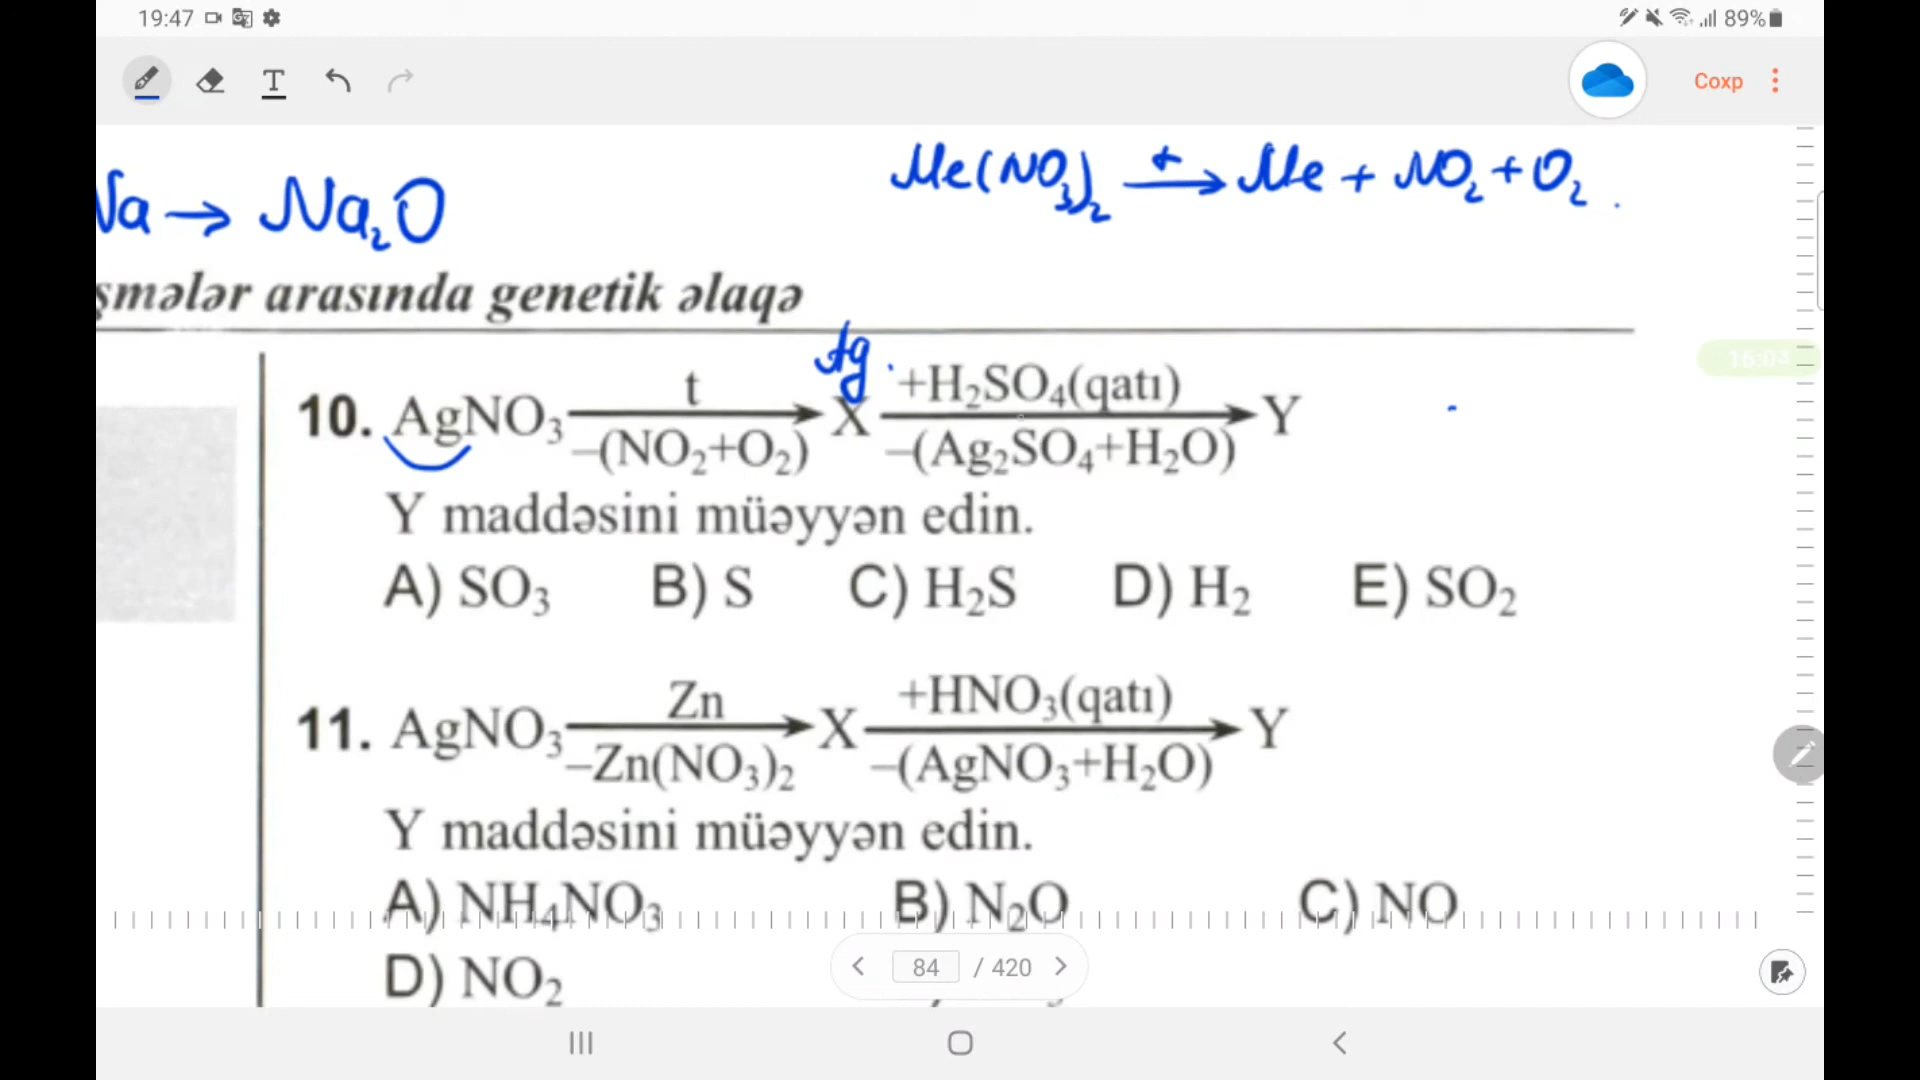 19:47
89%
T
Сохр
Me(NO₃)₂ →ᵗ Me + NO₂ + O₂
Na → Na₂O
şmələr arasında genetik əlaqə
16:03
Ag
10. AgNO₃ t –(NO₂+O₂) X +H₂SO₄(qatı) –(Ag₂SO₄+H₂O) Y
Y maddəsini müəyyən edin.
A) SO₃ B) S C) H₂S D) H₂ E) SO₂
11. AgNO₃ Zn –Zn(NO₃)₂ X +HNO₃(qatı) –(AgNO₃+H₂O) Y
Y maddəsini müəyyən edin.
A) NH₄NO₃ B) N₂O C) NO
D) NO₂
84 / 420